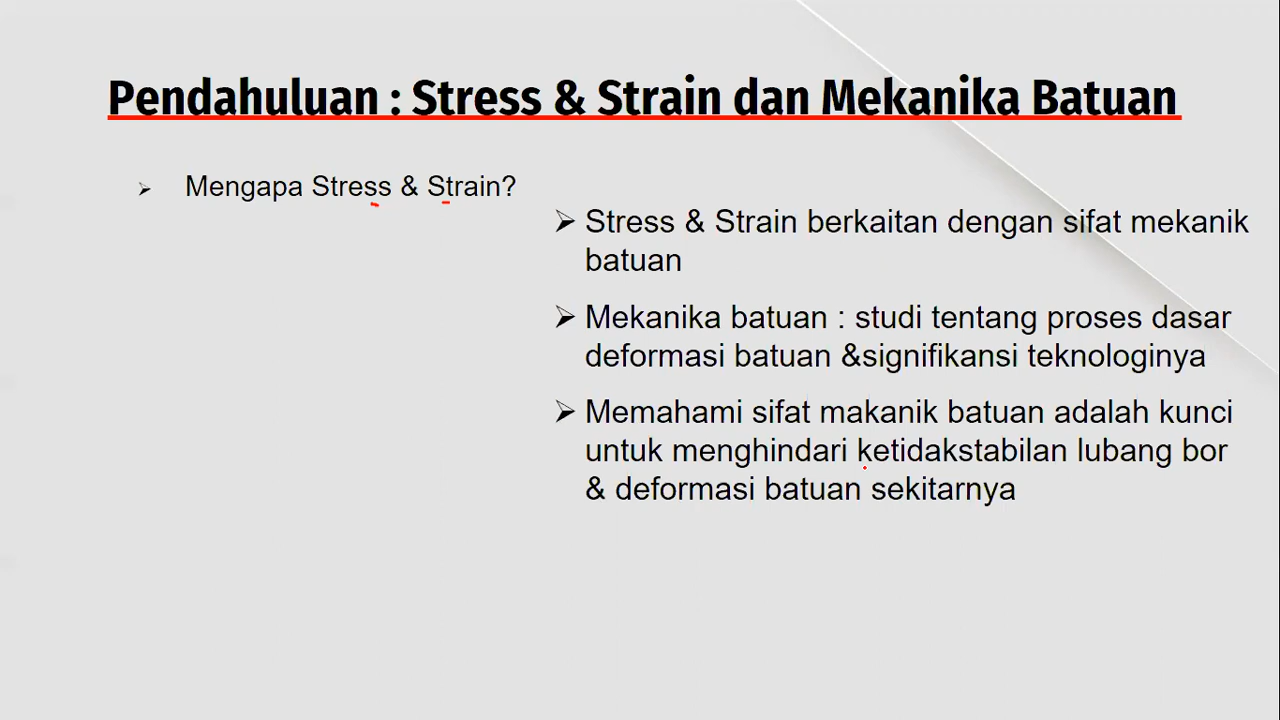 Pendahuluan : Stress & Strain dan Mekanika Batuan
➢ Mengapa Stress & Strain?
➢ Stress & Strain berkaitan dengan sifat mekanik
batuan
➢ Mekanika batuan : studi tentang proses dasar
deformasi batuan &signifikansi teknologinya
➢ Memahami sifat makanik batuan adalah kunci
untuk menghindari ketidakstabilan lubang bor
& deformasi batuan sekitarnya